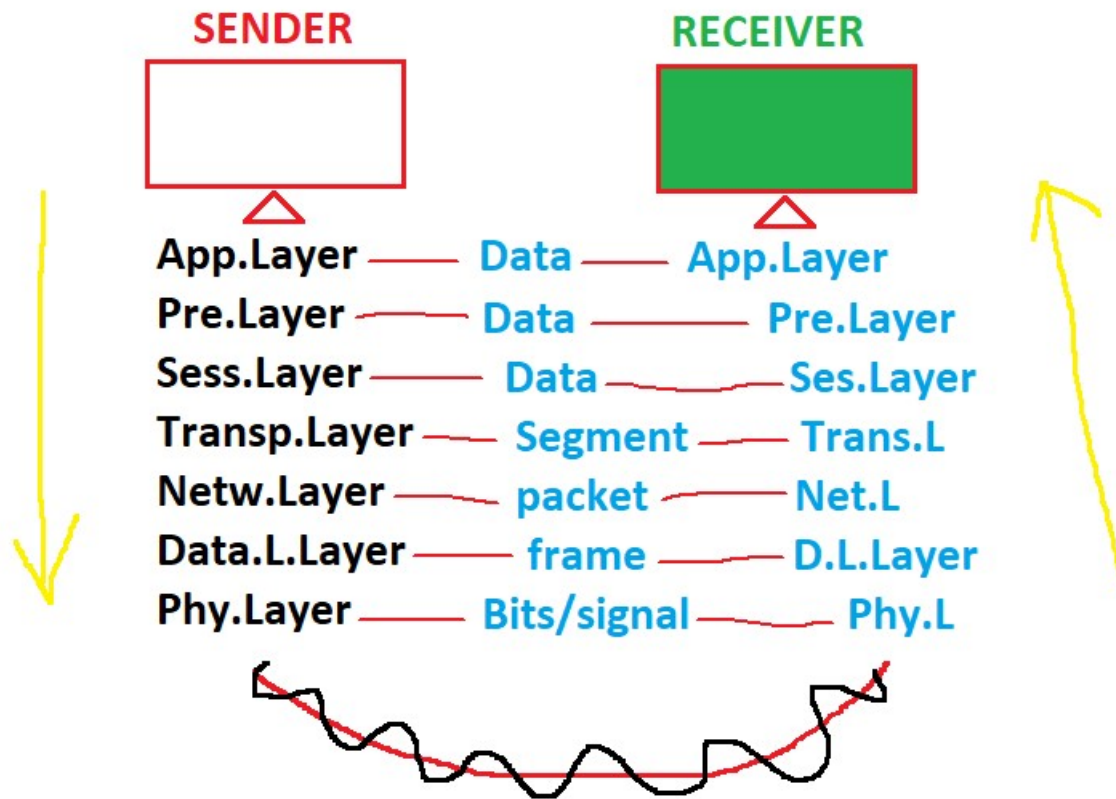 SENDER RECEIVER
App.Layer Data App.Layer
Pre.Layer Data Pre.Layer
Sess.Layer Data Ses.Layer
Transp.Layer Segment Trans.L
Netw.Layer packet Net.L
Data.L.Layer frame D.L.Layer
Phy.Layer Bits/signal Phy.L